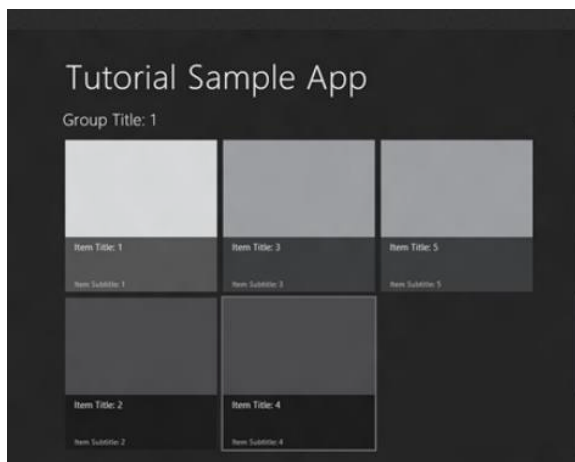 Tutorial Sample App
Group Title: 1
Item Title: 1
Item Subtitle: 1
Item Title: 3
Item Subtitle: 3
Item Title: 5
Item Subtitle: 5
Item Title: 2
Item Subtitle: 2
Item Title: 4
Item Subtitle: 4